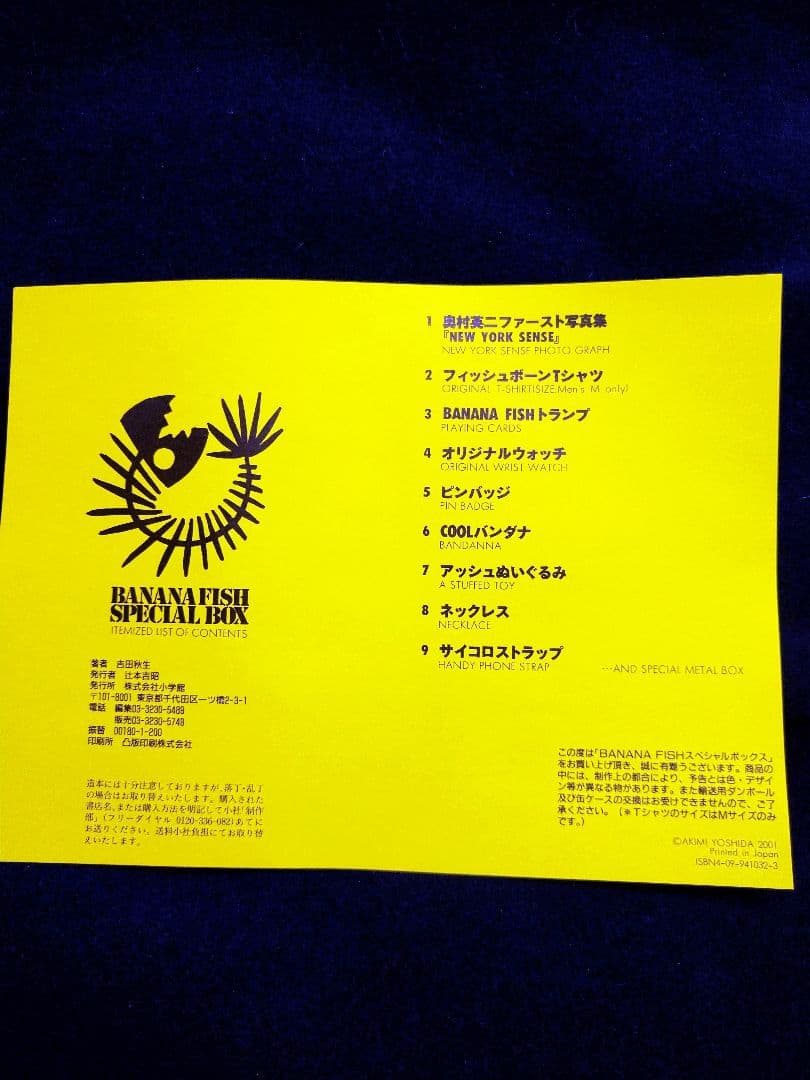 BANANA FISH
SPECIAL BOX
ITEMIZED LIST OF CONTENTS
著者 吉田秋生
発行者 辻本吉昭
発行所 株式会社小学館
〒101-8001 東京都千代田区一ツ橋2-3-1
電話 編集03-3230-5489
販売03-3230-5748
振替 00180-1-200
印刷所 凸版印刷株式会社
造本には十分注意しておりますが、落丁・乱丁
の場合はお取り替えいたします。購入された
書店名、または購入方法を明記して小社「制作
部」(フリーダイヤル 0120-336-082)あてに
お送りください。送料小社負担にてお取り替
えいたします。
1 奥村英二ファースト写真集
『NEW YORK SENSE』
NEW YORK SENSE PHOTO GRAPH
2 フィッシュボーンTシャツ
ORIGINAL T-SHIRT(SIZE.Men's M only)
3 BANANA FISHトランプ
PLAYING CARDS
4 オリジナルウォッチ
ORIGINAL WRIST WATCH
5 ピンバッジ
PIN BADGE
6 COOLバンダナ
BANDANNA
7 アッシュぬいぐるみ
A STUFFED TOY
8 ネックレス
NECKLACE
9 サイコロストラップ
HANDY PHONE STRAP
…AND SPECIAL METAL BOX
この度は「BANANA FISHスペシャルボックス」
をお買い上げ頂き、誠に有難うございます。商品の
中には、制作上の都合により、予告とは色・デザイ
ン等が異なる物があります。また輸送用ダンボール
及び缶ケースの交換はお受けできませんので、ご了
承ください。(※TシャツのサイズはMサイズのみ
です。)
©AKIMI YOSHIDA 2001
Printed in Japan
ISBN4-09-941032-3